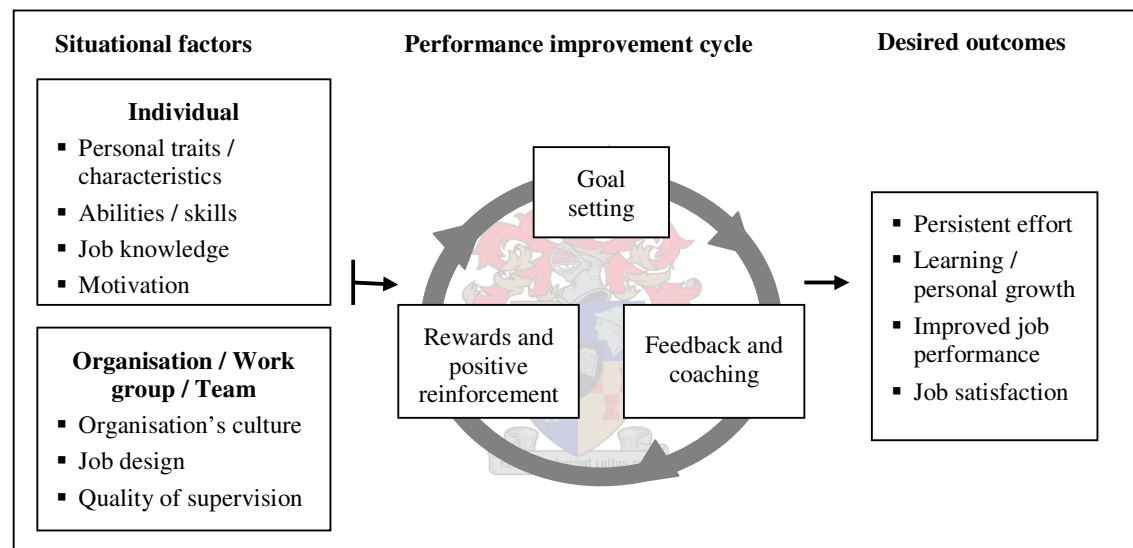 Situational factors
Performance improvement cycle
Desired outcomes
Individual
▪ Personal traits /
characteristics
▪ Abilities / skills
▪ Job knowledge
▪ Motivation
Organisation / Work
group / Team
▪ Organisation's culture
▪ Job design
▪ Quality of supervision
Goal
setting
Rewards and
positive
reinforcement
Feedback and
coaching
cultus
▪ Persistent effort
▪ Learning /
personal growth
▪ Improved job
performance
▪ Job satisfaction